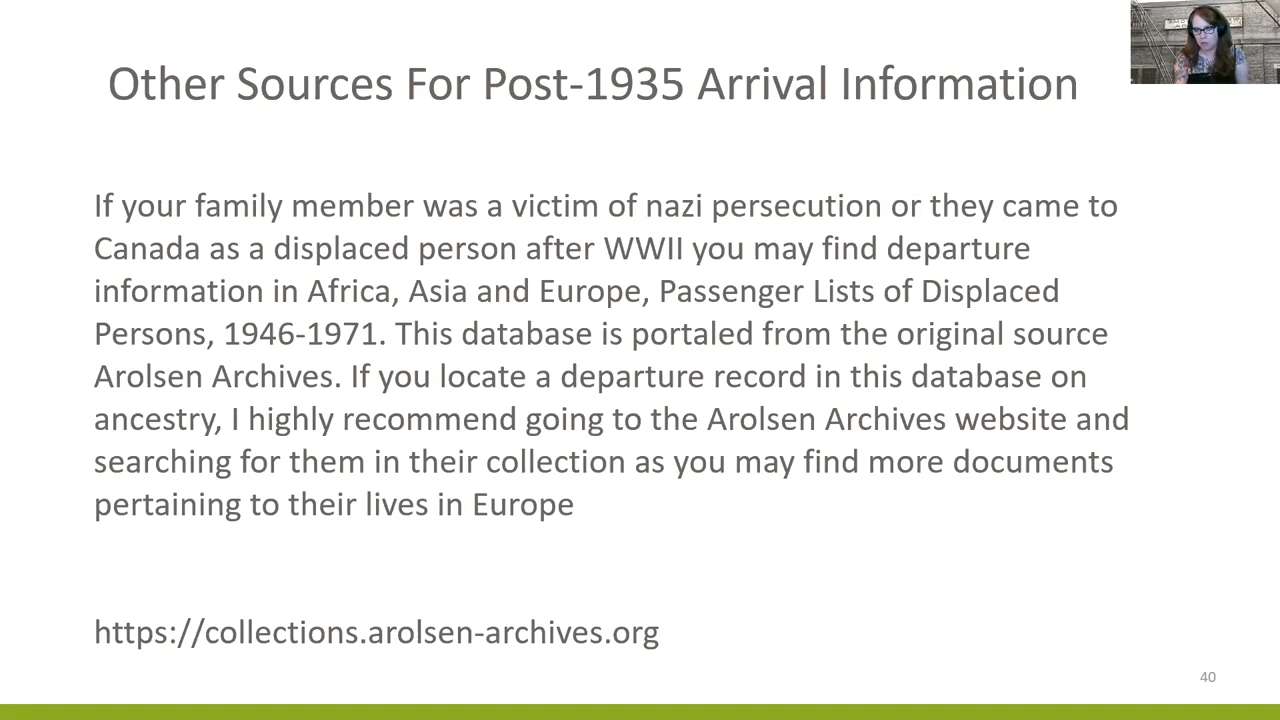 Other Sources For Post-1935 Arrival Information
If your family member was a victim of nazi persecution or they came to
Canada as a displaced person after WWII you may find departure
information in Africa, Asia and Europe, Passenger Lists of Displaced
Persons, 1946-1971. This database is portaled from the original source
Arolsen Archives. If you locate a departure record in this database on
ancestry, I highly recommend going to the Arolsen Archives website and
searching for them in their collection as you may find more documents
pertaining to their lives in Europe
https://collections.arolsen-archives.org
40